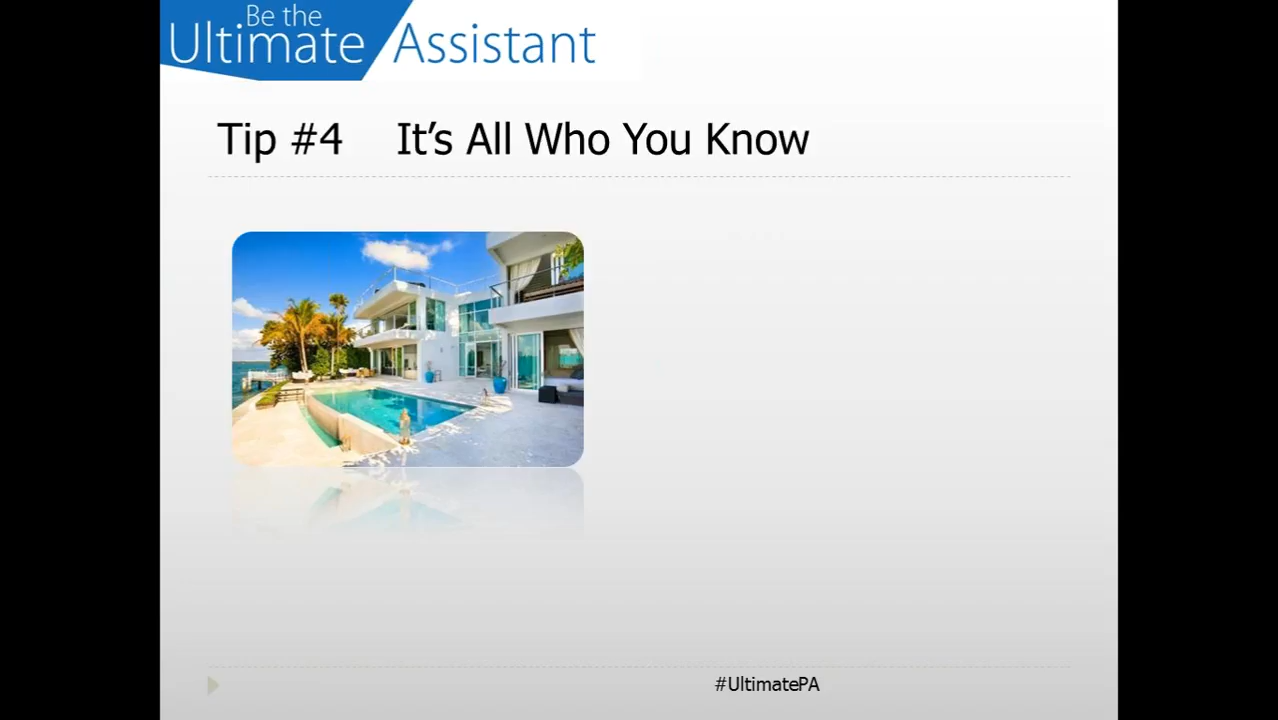 Be the
Ultimate Assistant
Tip #4 It’s All Who You Know
#UltimatePA